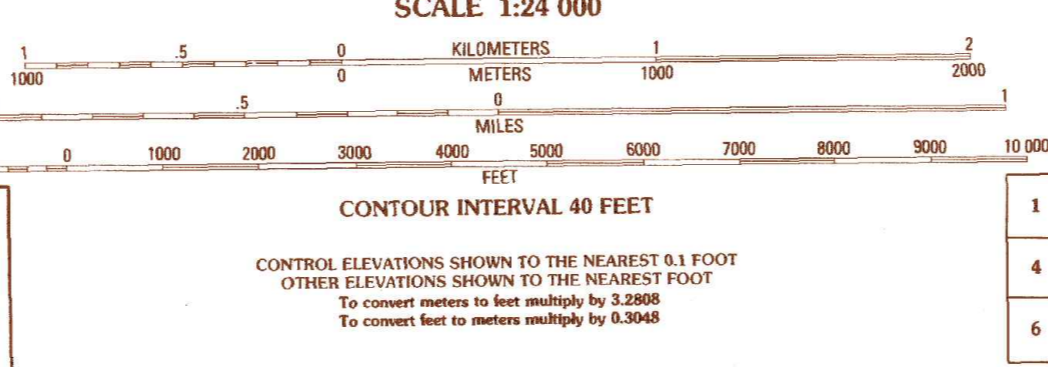 SCALE 1:24 000
1 .5 0 KILOMETERS 1 2
1000 0 METERS 1000 2000
.5 0 1
MILES
0 1000 2000 3000 4000 5000 6000 7000 8000 9000 10 000
FEET
CONTOUR INTERVAL 40 FEET
CONTROL ELEVATIONS SHOWN TO THE NEAREST 0.1 FOOT
OTHER ELEVATIONS SHOWN TO THE NEAREST FOOT
To convert meters to feet multiply by 3.2808
To convert feet to meters multiply by 0.3048
1
4
6